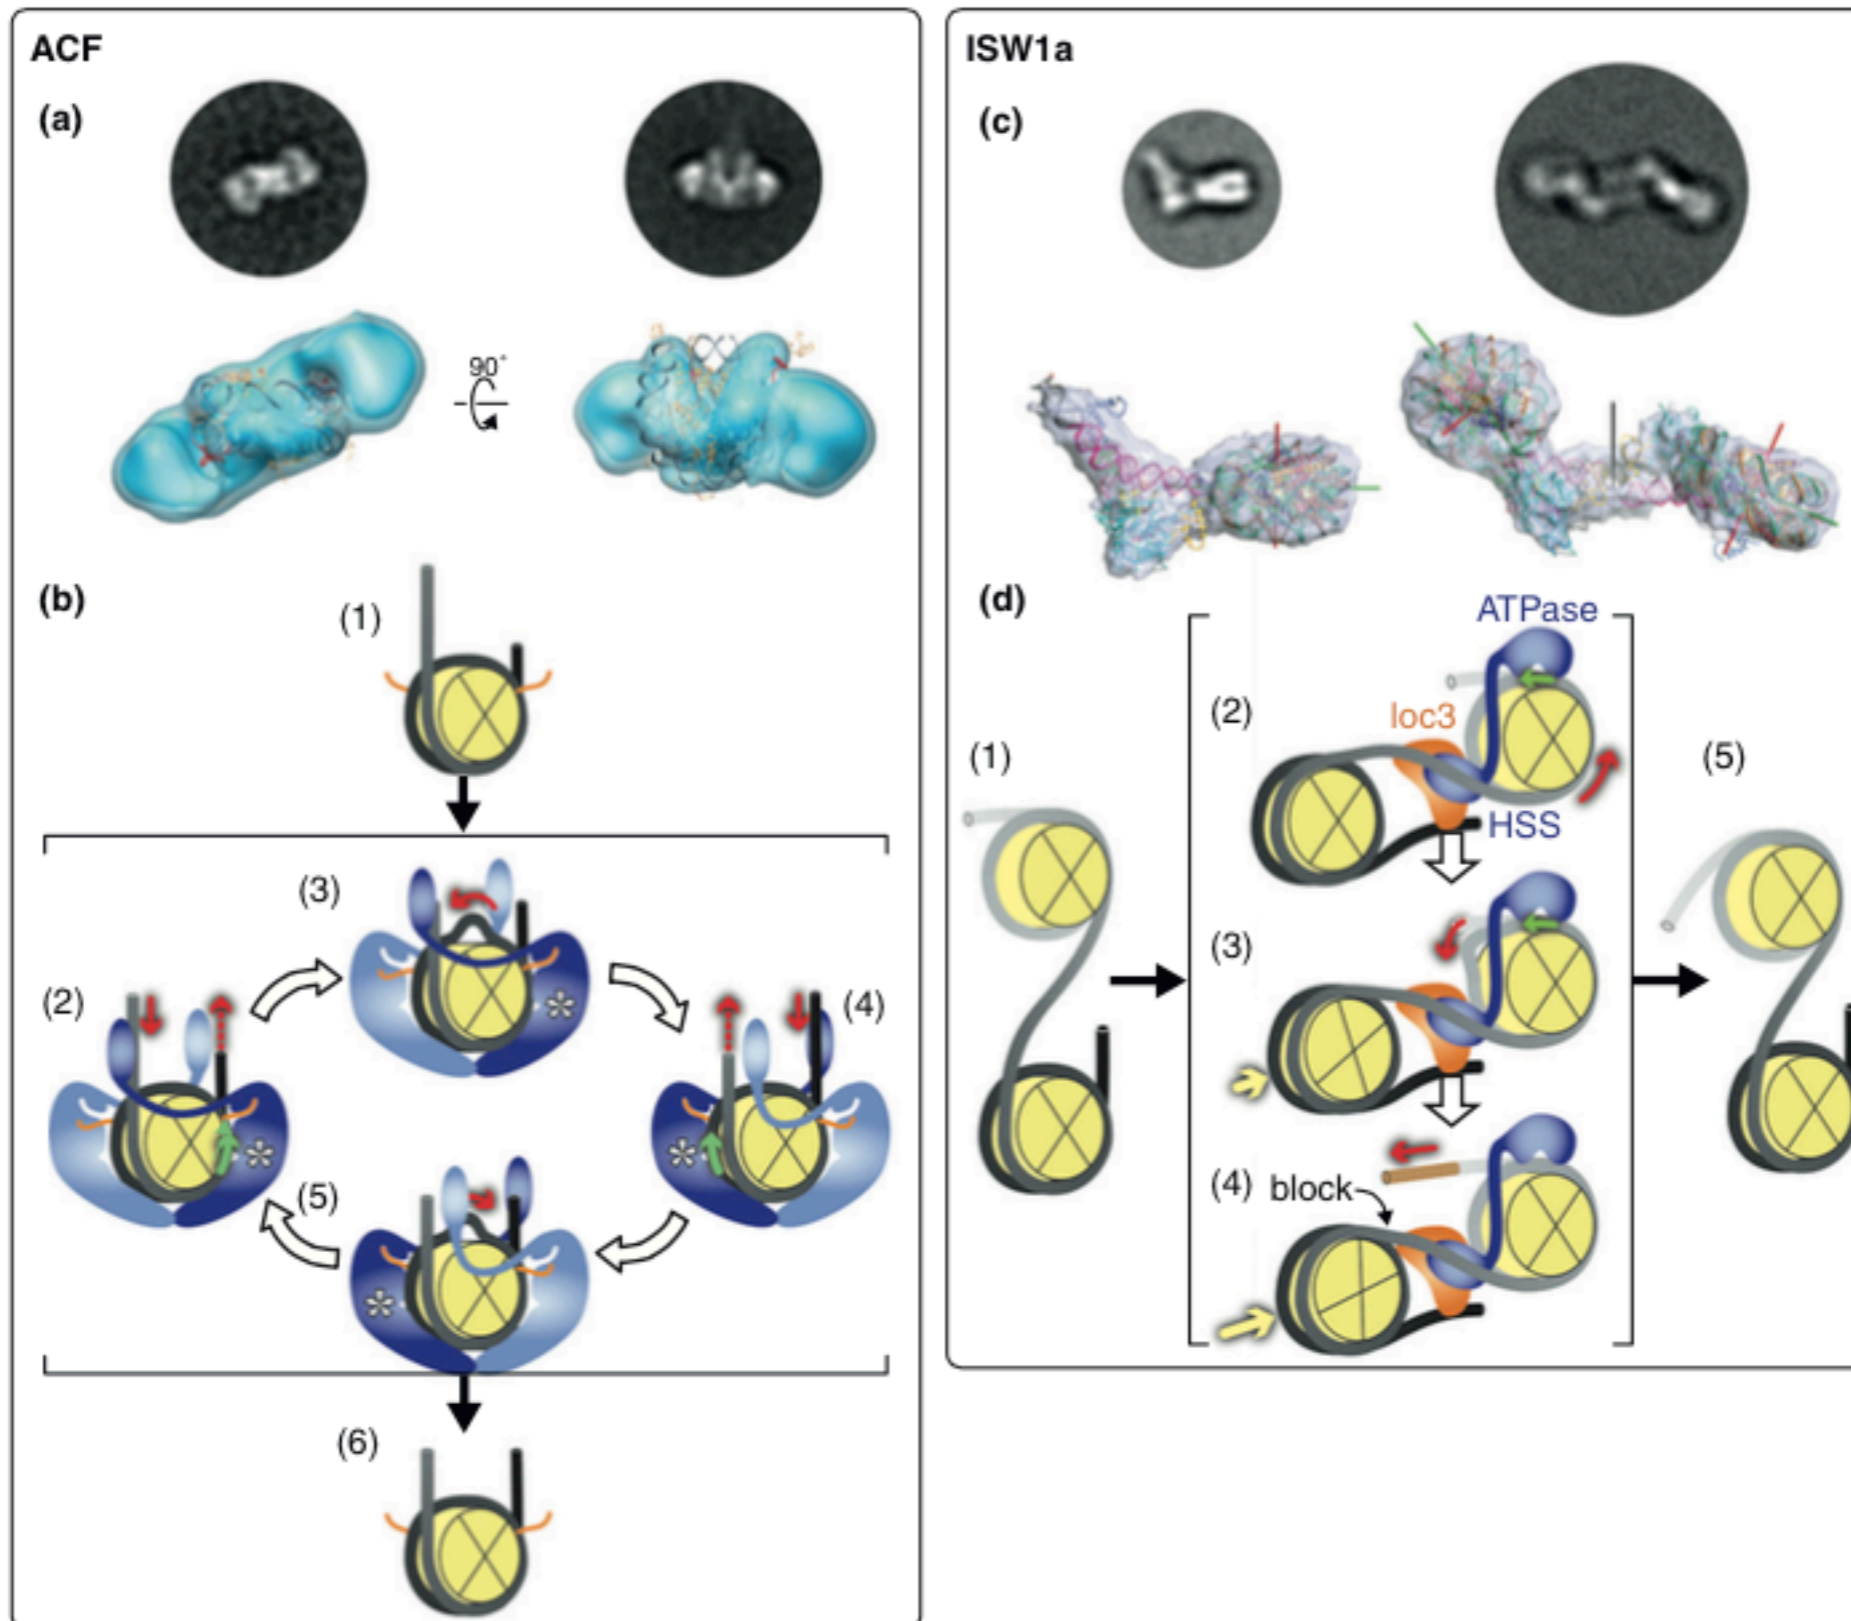 ACF
(a)
90°
(b)
(1)
(3)
(2)
(4)
(5)
(6)
ISW1a
(c)
(d)
ATPase
(2)
loc3
(1)
(5)
HSS
(3)
(4) block